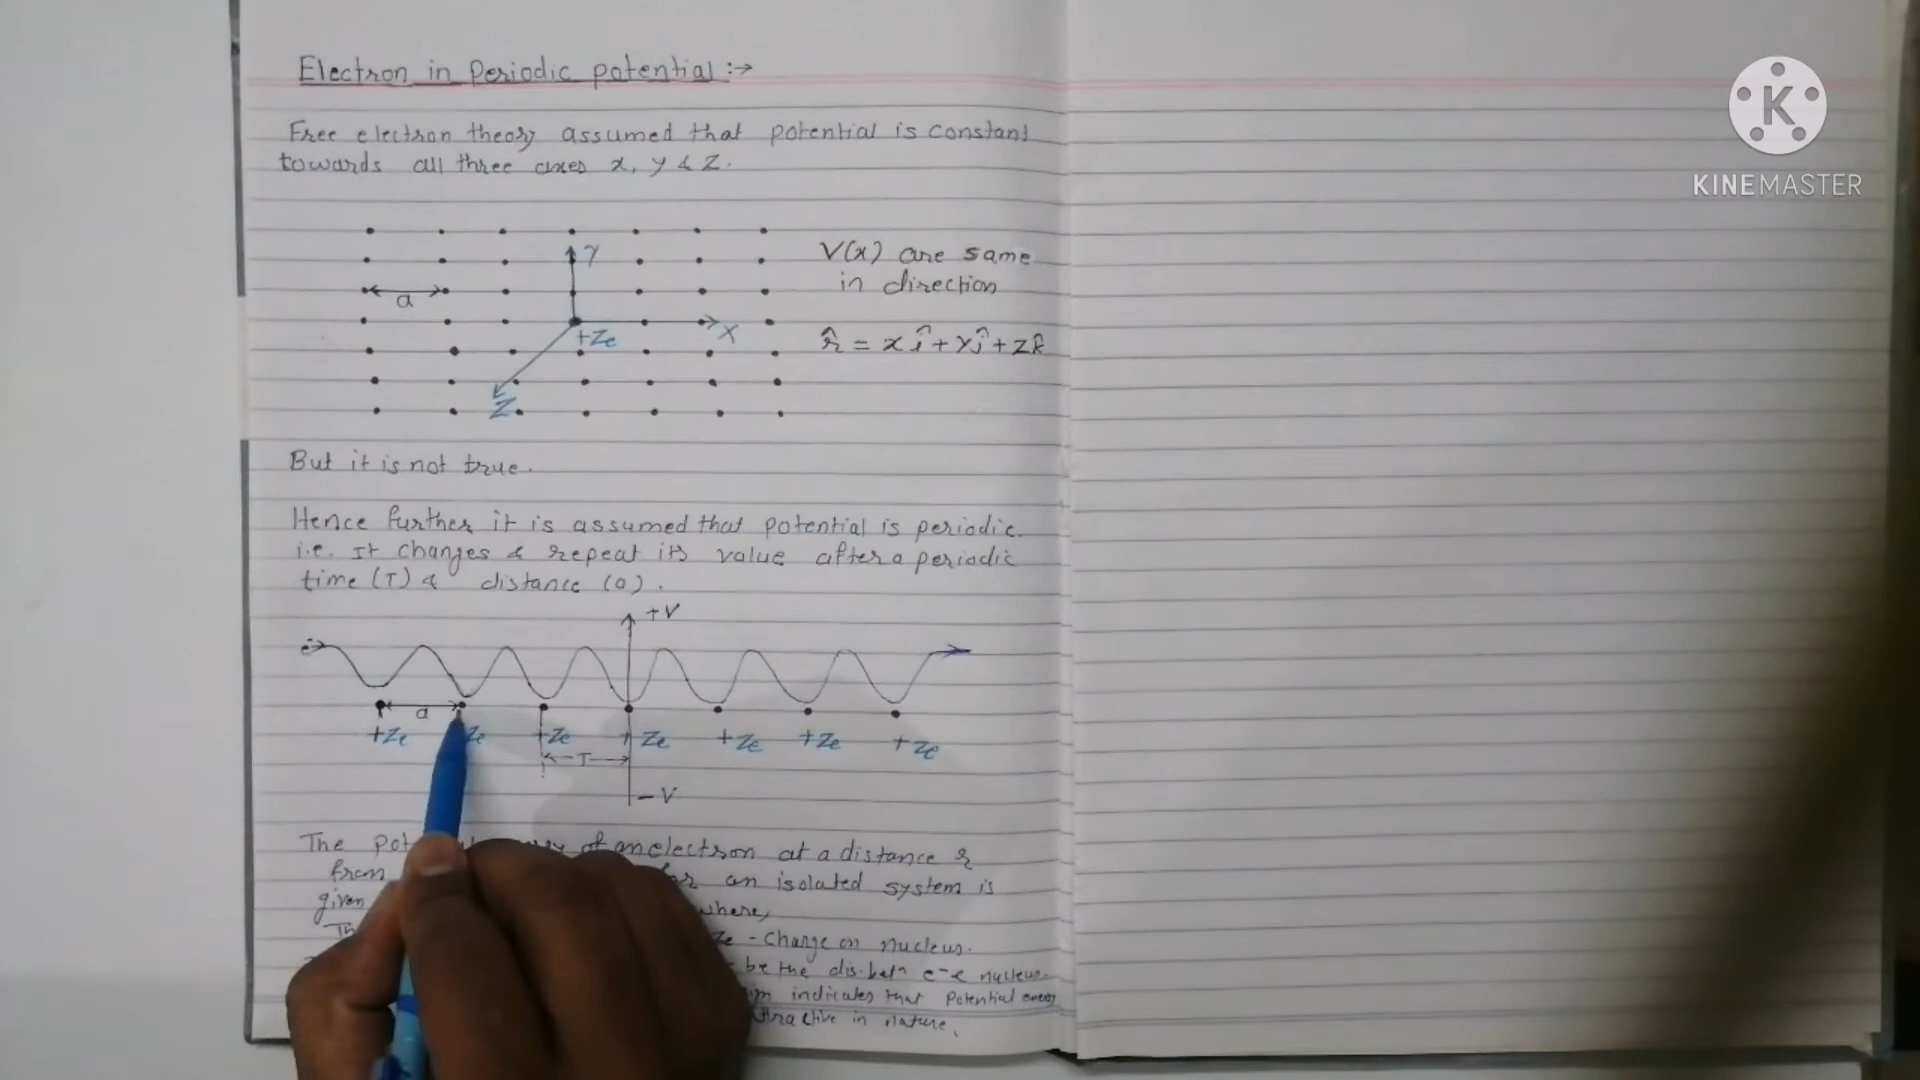 Electron in Periodic potential :→
Free electron theory assumed that potential is constant
towards all three axes x, y & z.
Y
a
+Ze
X
Z
V(x) are same
in direction
r̂ = x î + y ĵ + z k̂
But it is not true.
Hence further it is assumed that potential is periodic.
i.e. It changes & repeat its value after a periodic
time (T) & distance (a).
+V
e⁻
a
+Ze Ze +Ze +Ze +Ze +Ze +Ze
T
-V
The of an electron at a distance r
from for an isolated system is
given where,
Ze - Charge on nucleus.
be the dis. betn e⁻ & nucleus.
indicates that Potential energy
attractive in nature.
K
KINEMASTER